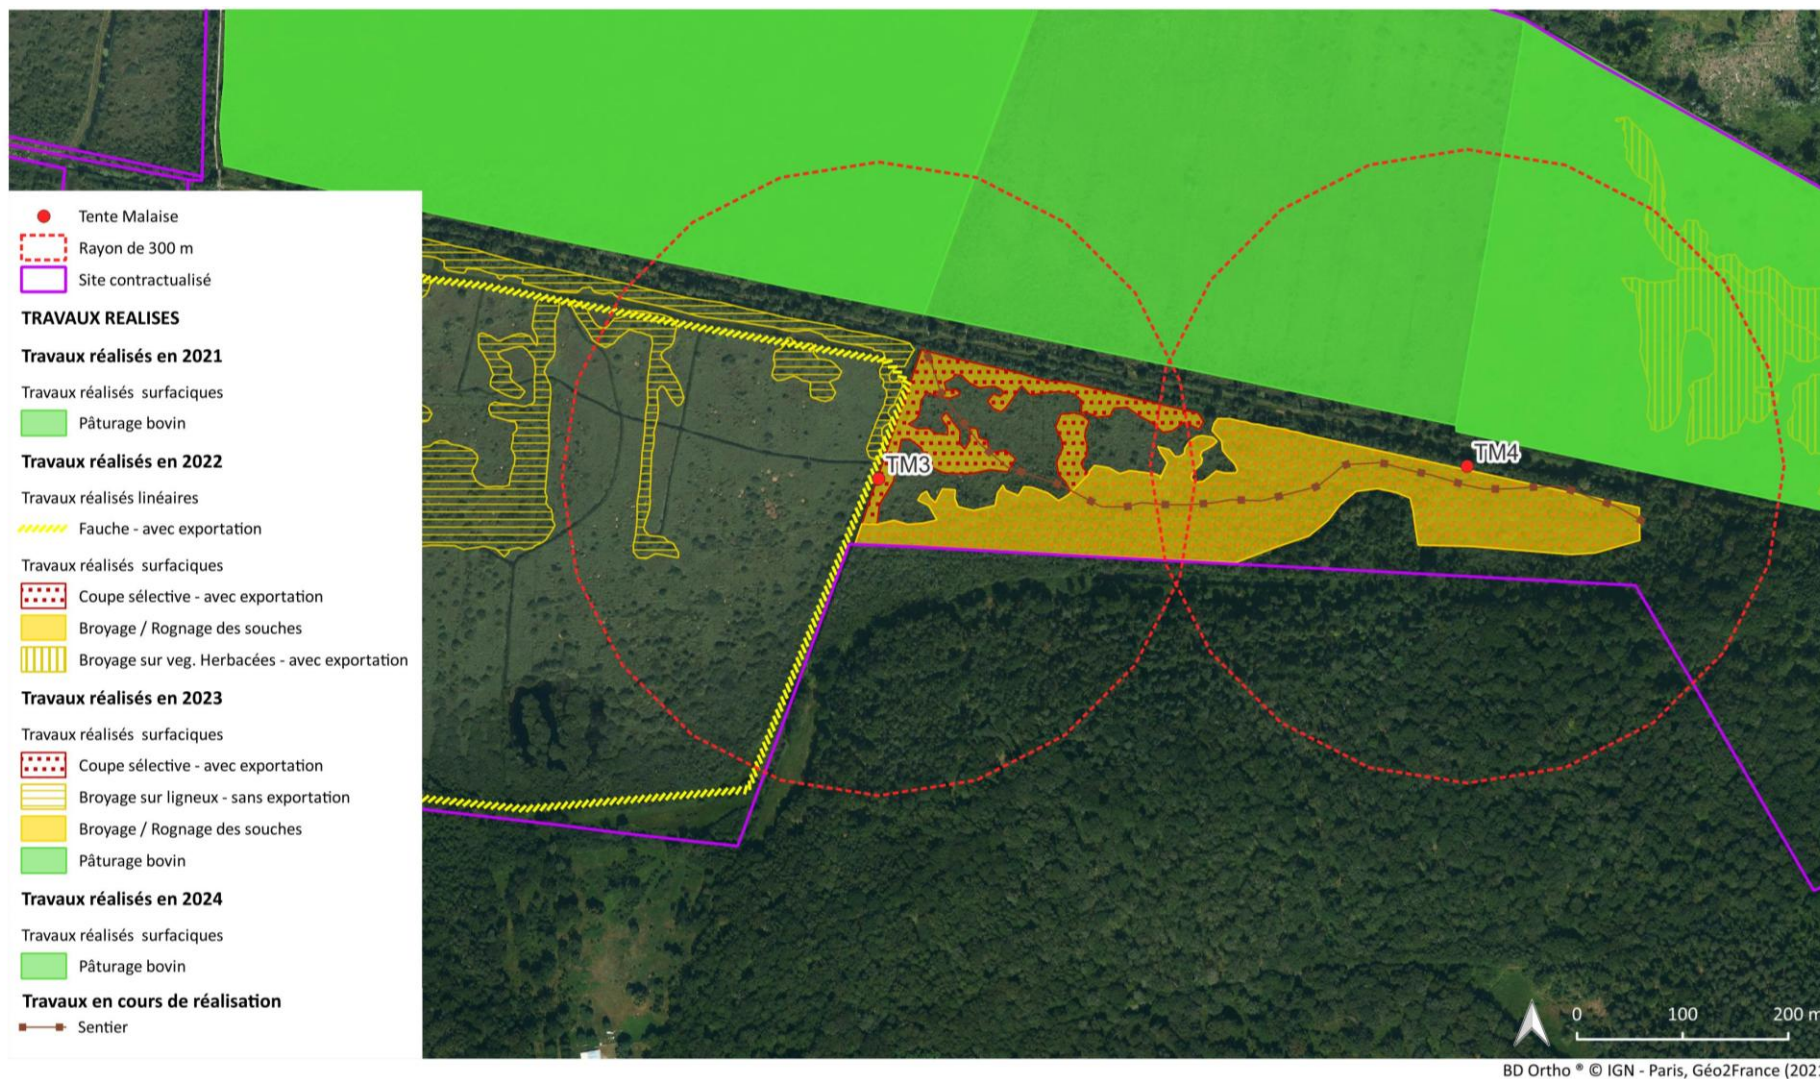 Tente Malaise
Rayon de 300 m
Site contractualisé
TRAVAUX REALISES
Travaux réalisés en 2021
Travaux réalisés surfaciques
Pâturage bovin
Travaux réalisés en 2022
Travaux réalisés linéaires
Fauche - avec exportation
Travaux réalisés surfaciques
Coupe sélective - avec exportation
Broyage / Rognage des souches
Broyage sur veg. Herbacées - avec exportation
Travaux réalisés en 2023
Travaux réalisés surfaciques
Coupe sélective - avec exportation
Broyage sur ligneux - sans exportation
Broyage / Rognage des souches
Pâturage bovin
Travaux réalisés en 2024
Travaux réalisés surfaciques
Pâturage bovin
Travaux en cours de réalisation
Sentier
TM3
TM4
0 100 200 m
BD Ortho ® © IGN - Paris, Géo2France